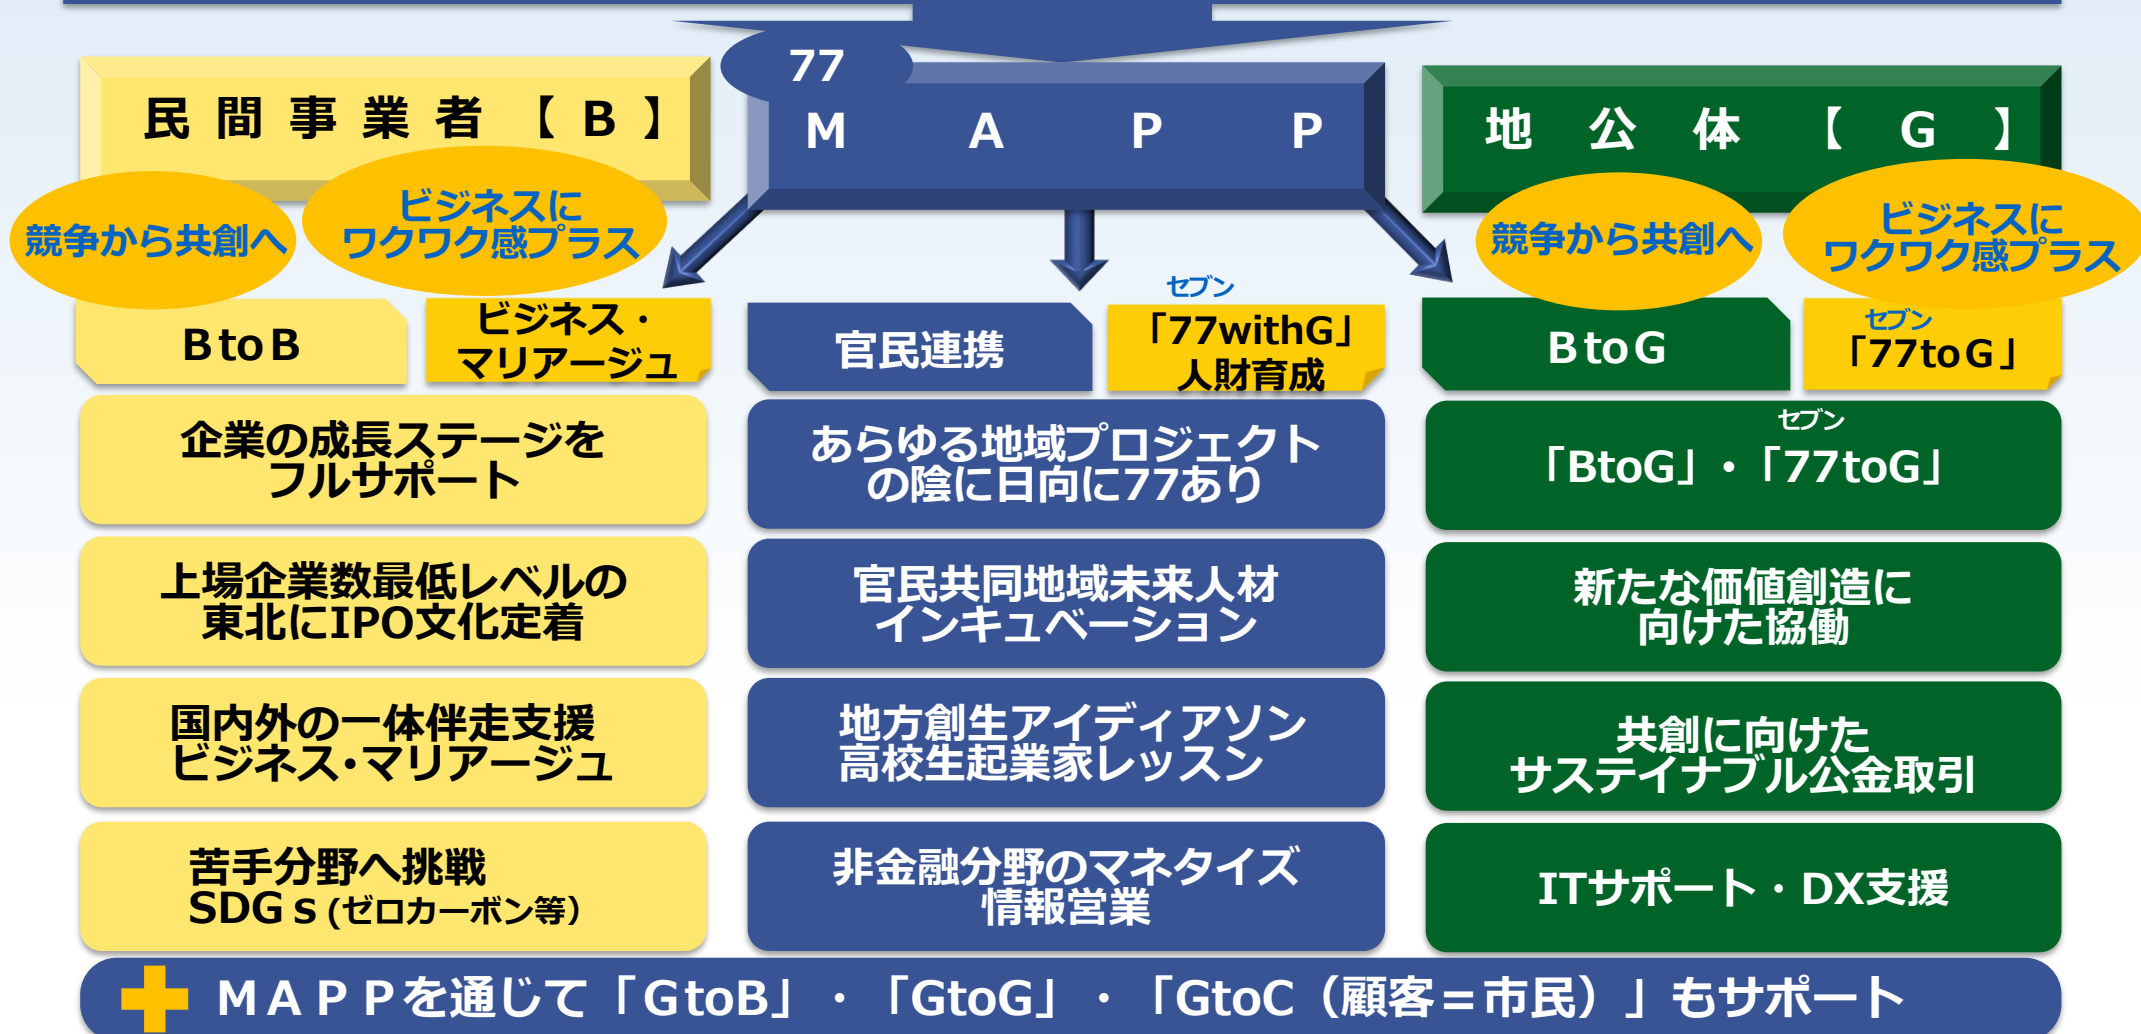 77
民間事業者【B】
MAPP
地公体【G】
競争から共創へ
ビジネスに
ワクワク感プラス
競争から共創へ
ビジネスに
ワクワク感プラス
BtoB
ビジネス・
マリアージュ
企業の成長ステージを
フルサポート
上場企業数最低レベルの
東北にIPO文化定着
国内外の一体伴走支援
ビジネス・マリアージュ
苦手分野へ挑戦
SDGs(ゼロカーボン等）
官民連携
セブン
「77withG」
人財育成
あらゆる地域プロジェクト
の陰に日向に77あり
官民共同地域未来人材
インキュベーション
地方創生アイディアソン
高校生起業家レッスン
非金融分野のマネタイズ
情報営業
BtoG
セブン
「77toG」
セブン
「BtoG」・「77toG」
新たな価値創造に
向けた協働
共創に向けた
サステイナブル公金取引
ITサポート・DX支援
MAPPを通じて「GtoB」・「GtoG」・「GtoC（顧客=市民）」もサポート